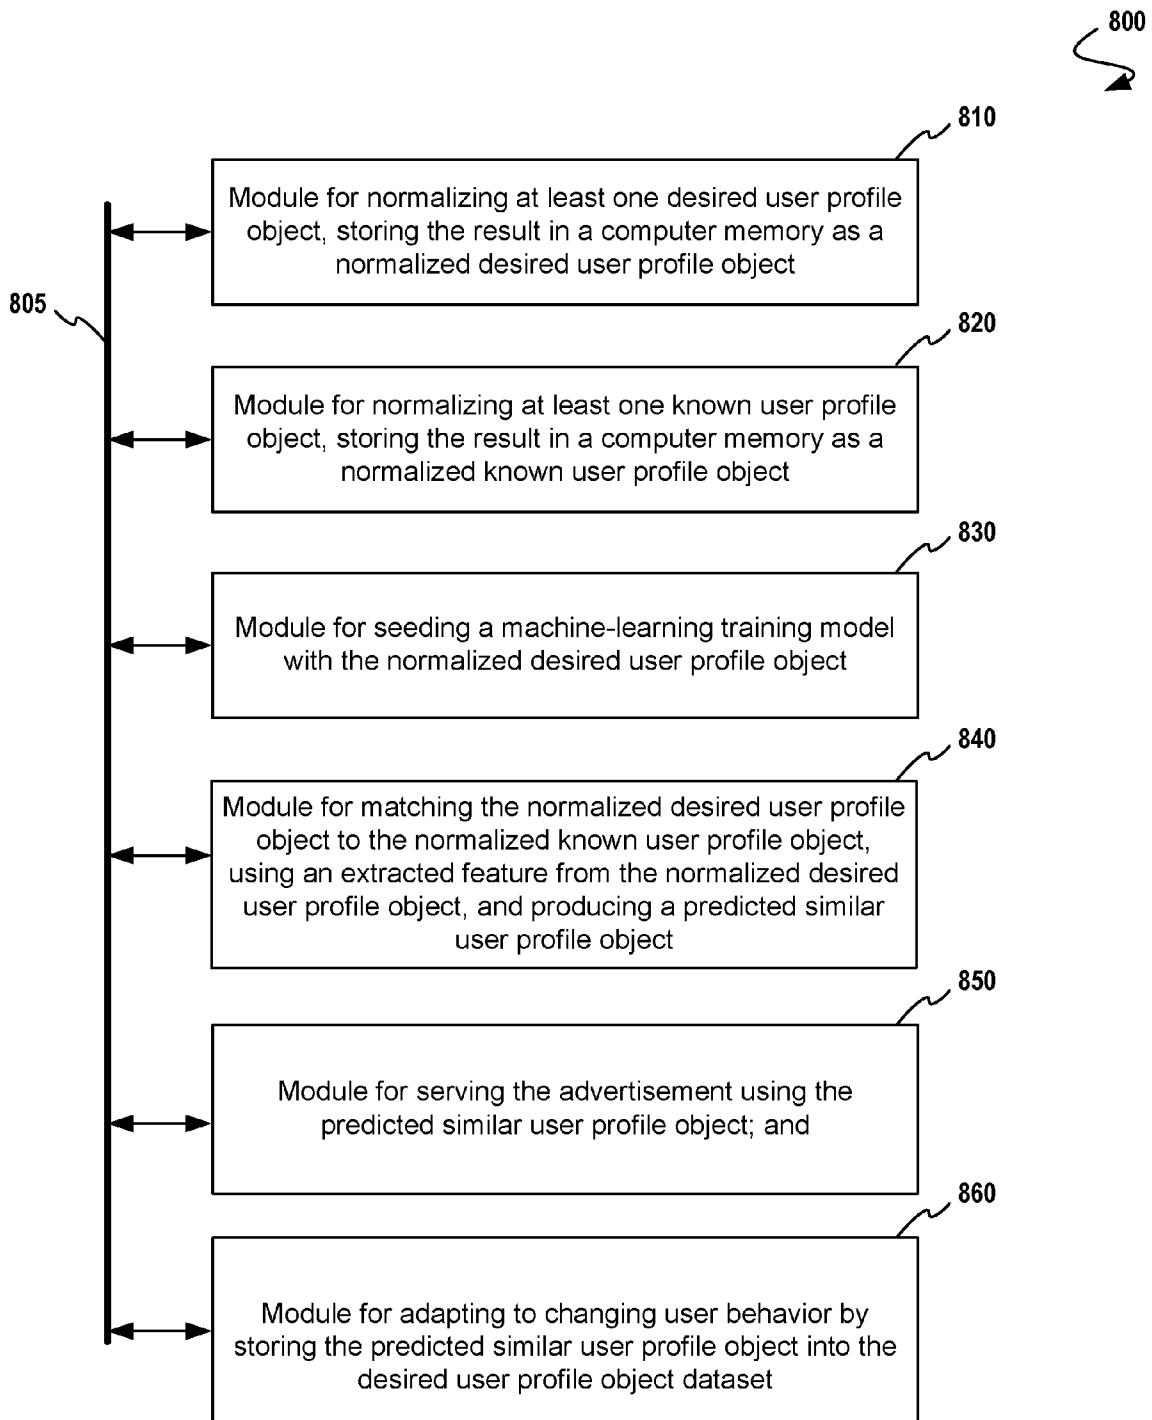 800
810
Module for normalizing at least one desired user profile
object, storing the result in a computer memory as a
normalized desired user profile object
805
820
Module for normalizing at least one known user profile
object, storing the result in a computer memory as a
normalized known user profile object
830
Module for seeding a machine-learning training model
with the normalized desired user profile object
840
Module for matching the normalized desired user profile
object to the normalized known user profile object,
using an extracted feature from the normalized desired
user profile object, and producing a predicted similar
user profile object
850
Module for serving the advertisement using the
predicted similar user profile object; and
860
Module for adapting to changing user behavior by
storing the predicted similar user profile object into the
desired user profile object dataset